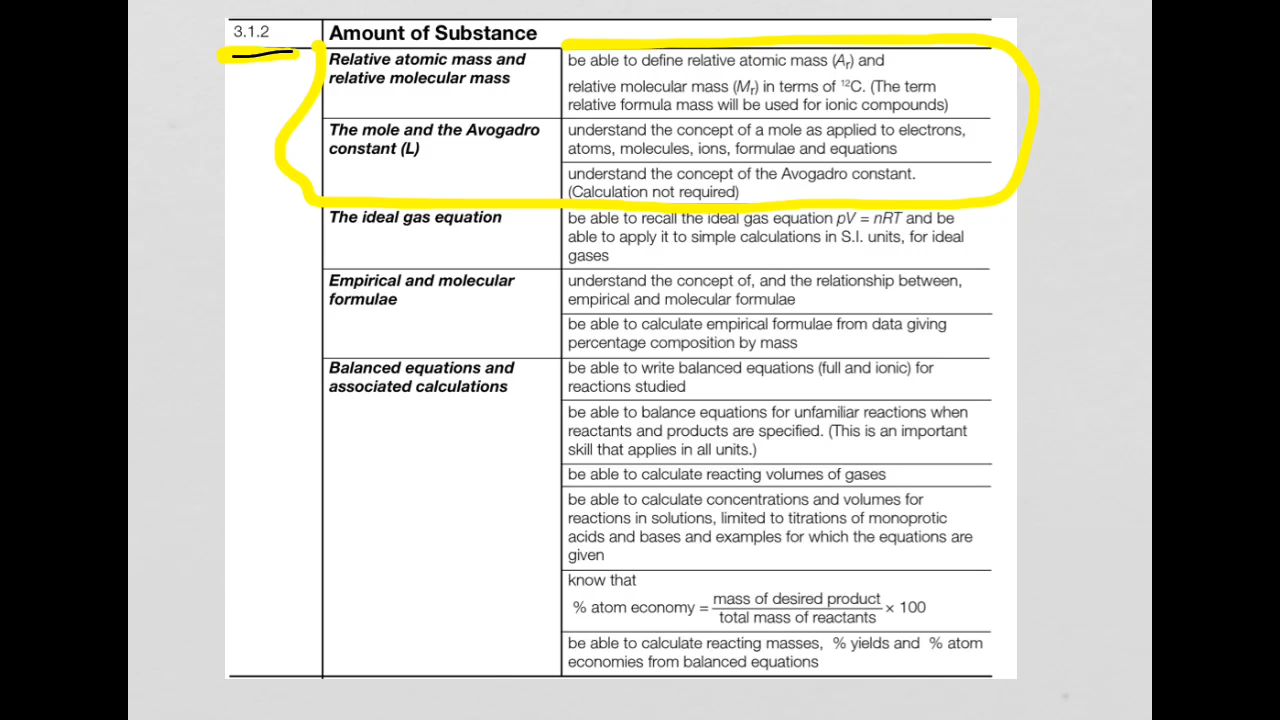 3.1.2 Amount of Substance
Relative atomic mass and
relative molecular mass
be able to define relative atomic mass (Ar) and
relative molecular mass (Mr) in terms of ¹²C. (The term
relative formula mass will be used for ionic compounds)
The mole and the Avogadro
constant (L)
understand the concept of a mole as applied to electrons,
atoms, molecules, ions, formulae and equations
understand the concept of the Avogadro constant.
(Calculation not required)
The ideal gas equation
be able to recall the ideal gas equation pV = nRT and be
able to apply it to simple calculations in S.I. units, for ideal
gases
Empirical and molecular
formulae
understand the concept of, and the relationship between,
empirical and molecular formulae
be able to calculate empirical formulae from data giving
percentage composition by mass
Balanced equations and
associated calculations
be able to write balanced equations (full and ionic) for
reactions studied
be able to balance equations for unfamiliar reactions when
reactants and products are specified. (This is an important
skill that applies in all units.)
be able to calculate reacting volumes of gases
be able to calculate concentrations and volumes for
reactions in solutions, limited to titrations of monoprotic
acids and bases and examples for which the equations are
given
know that
% atom economy = mass of desired product / total mass of reactants × 100
be able to calculate reacting masses, % yields and % atom
economies from balanced equations